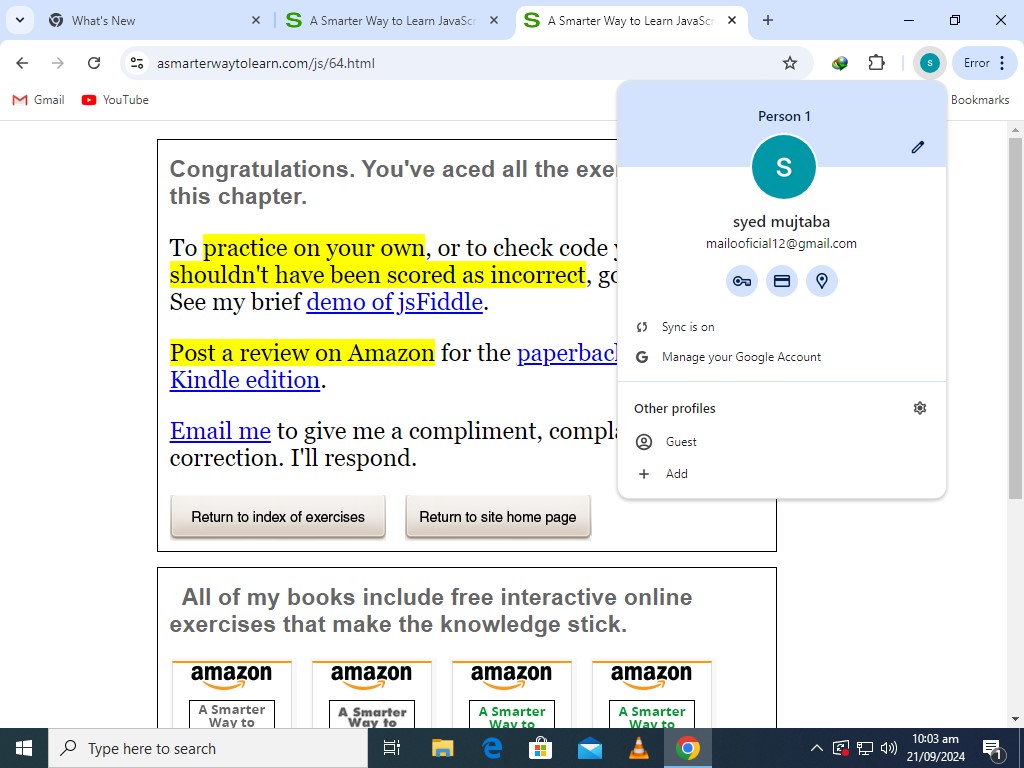 What's New
A Smarter Way to Learn JavaScr
A Smarter Way to Learn JavaScr
asmarterwaytolearn.com/js/64.html
S
Error
Gmail
YouTube
Bookmarks
Person 1
S
syed mujtaba
mailooficial12@gmail.com
Sync is on
Manage your Google Account
Other profiles
Guest
Add
Congratulations. You've aced all the exer
this chapter.
To practice on your own, or to check code y
shouldn't have been scored as incorrect, go
See my brief demo of jsFiddle.
Post a review on Amazon for the paperback
Kindle edition.
Email me to give me a compliment, compla
correction. I'll respond.
Return to index of exercises
Return to site home page
All of my books include free interactive online
exercises that make the knowledge stick.
amazon amazon amazon amazon
A Smarter A Smarter A Smarter A Smarter
Way to Way to Way to Way to
Type here to search
10:03 am
21/09/2024
1